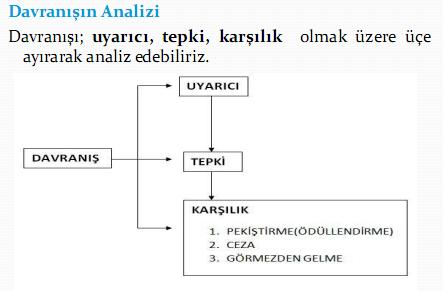 Davranışın Analizi
Davranışı; uyarıcı, tepki, karşılık olmak üzere üçe
ayırarak analiz edebiliriz.
UYARICI
DAVRANIŞ
TEPKİ
KARŞILIK
1. PEKİŞTİRME(ÖDÜLLENDİRME)
2. CEZA
3. GÖRMEZDEN GELME